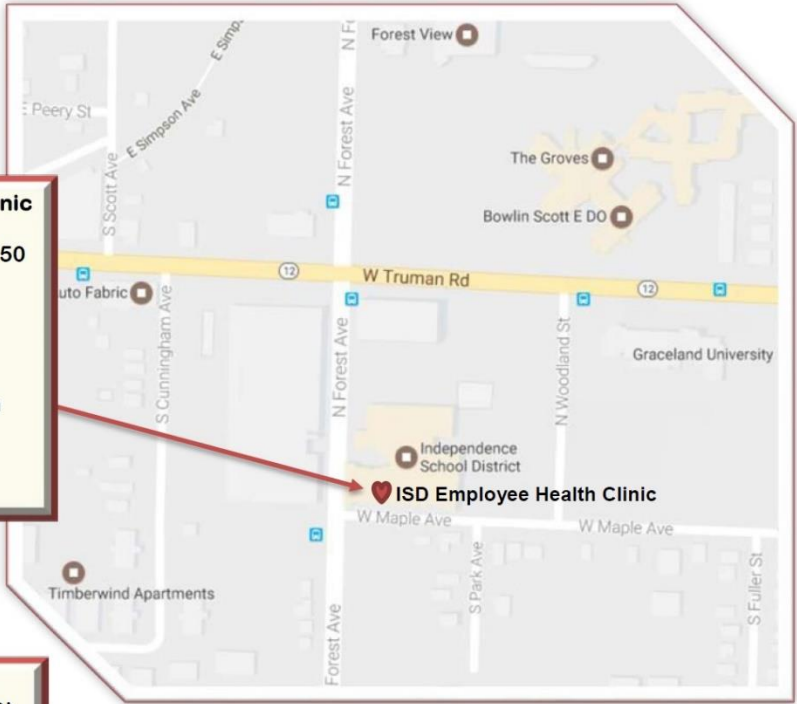 N Fo
Forest View
E Simp
E Peery St
E Simpson Ave
N Forest Ave
The Groves
S Scott Ave
Bowlin Scott E DO
nic
50
12
W Truman Rd
12
uto Fabric
S Cunningham Ave
N Forest Ave
N Woodland St
Graceland University
Independence
School District
ISD Employee Health Clinic
W Maple Ave
W Maple Ave
S Park Ave
S Fuller St
Timberwind Apartments
Forest Ave